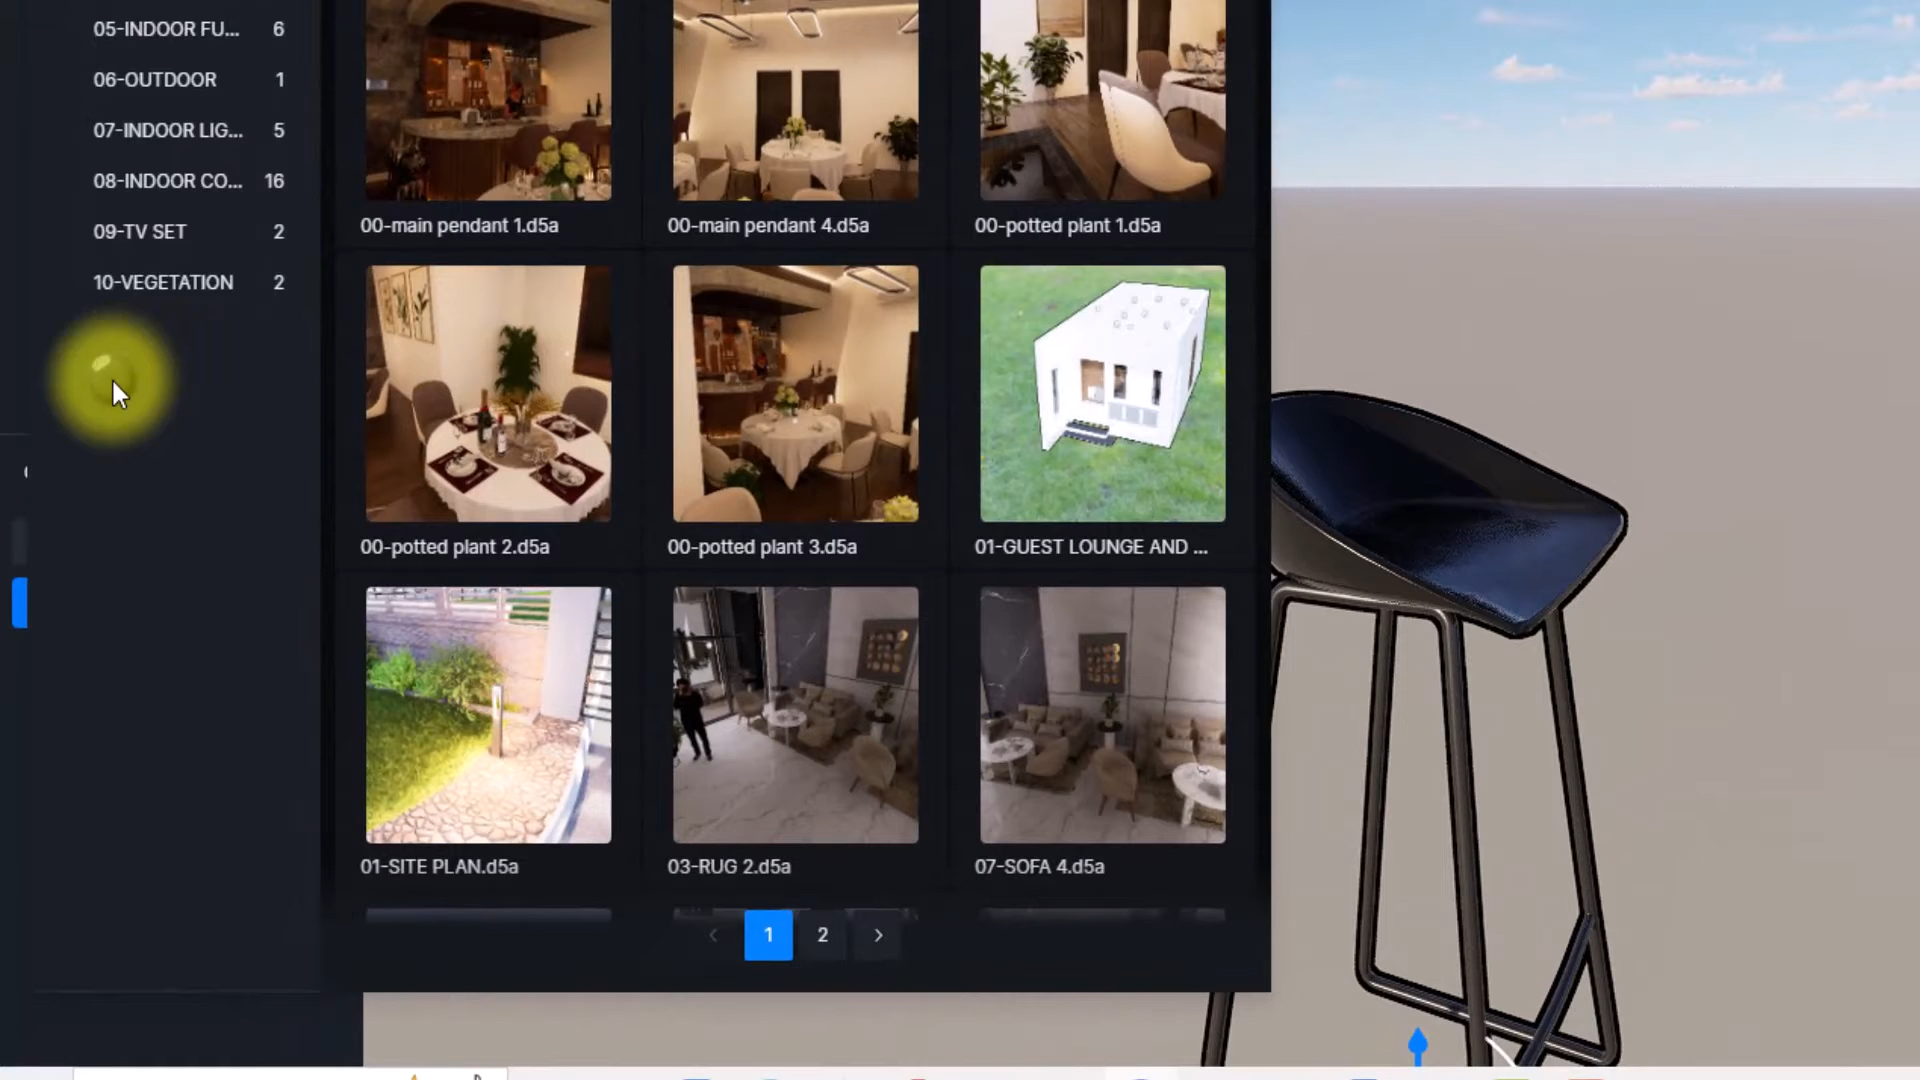 05-INDOOR FU... 6
06-OUTDOOR 1
07-INDOOR LIG... 5
08-INDOOR CO... 16
09-TV SET 2
10-VEGETATION 2
00-main pendant 1.d5a
00-main pendant 4.d5a
00-potted plant 1.d5a
00-potted plant 2.d5a
00-potted plant 3.d5a
01-GUEST LOUNGE AND ...
01-SITE PLAN.d5a
03-RUG 2.d5a
07-SOFA 4.d5a
1
2